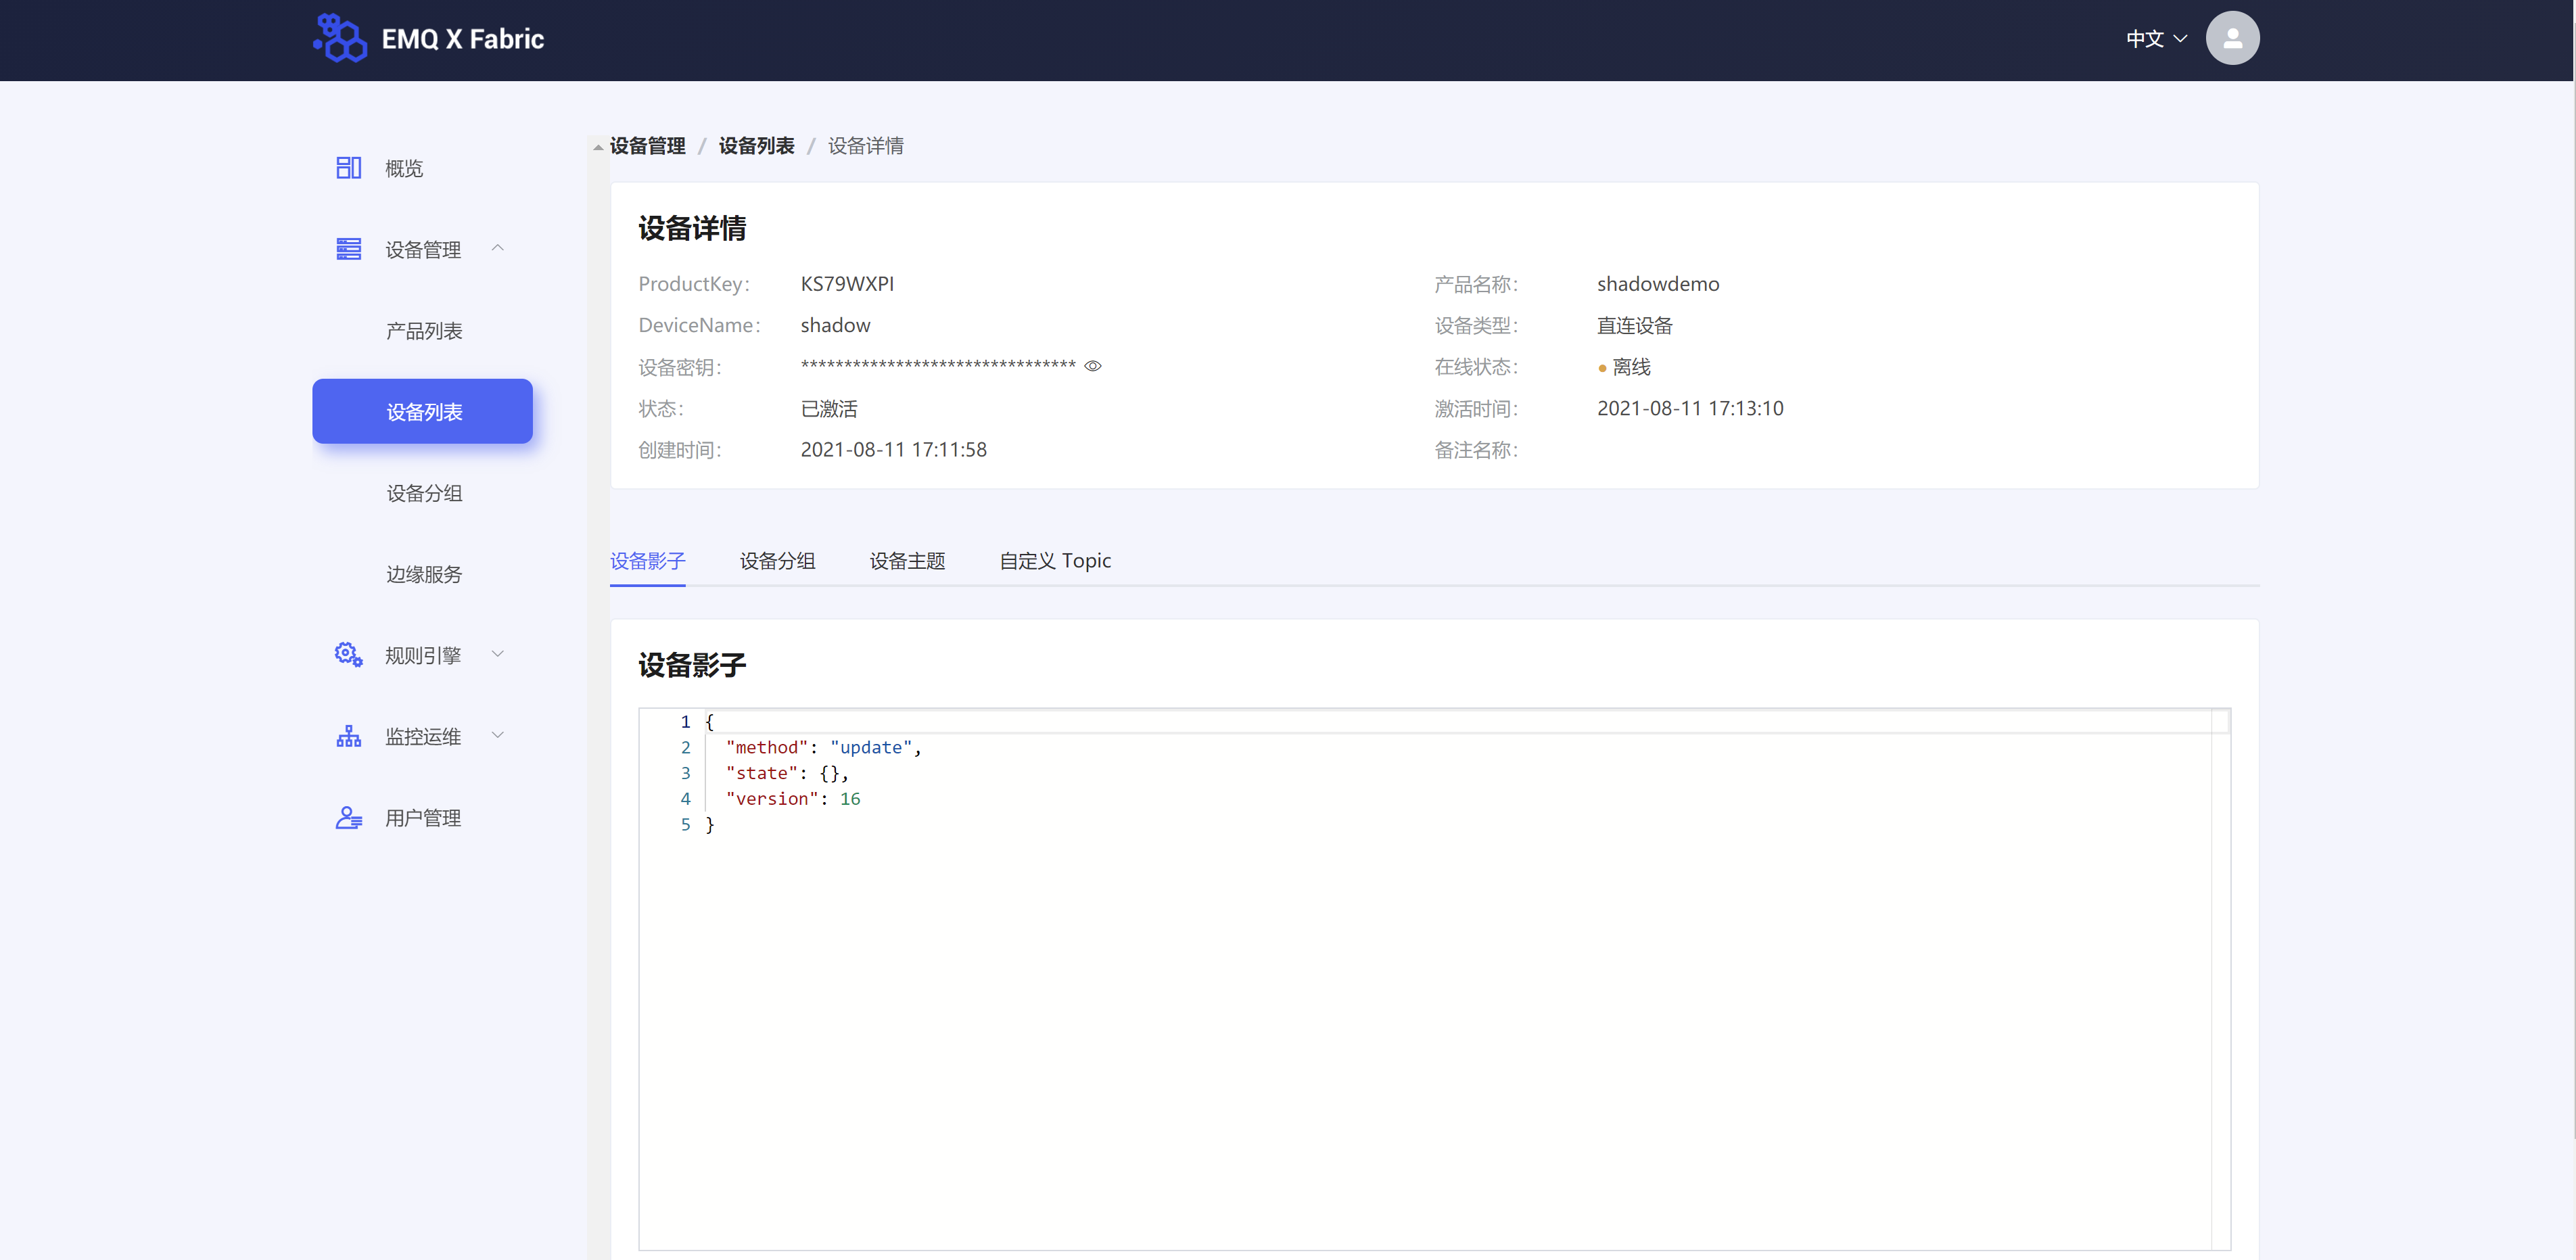 EMQ X Fabric
中文
概览
设备管理
产品列表
设备列表
设备分组
边缘服务
规则引擎
监控运维
用户管理
设备管理 / 设备列表 / 设备详情
设备详情
ProductKey: KS79WXPI 产品名称: shadowdemo
DeviceName: shadow 设备类型: 直连设备
设备密钥: ******************************** 在线状态: 离线
状态: 已激活 激活时间: 2021-08-11 17:13:10
创建时间: 2021-08-11 17:11:58 备注名称:
设备影子 设备分组 设备主题 自定义 Topic
设备影子
1 {
2 "method": "update",
3 "state": {},
4 "version": 16
5 }